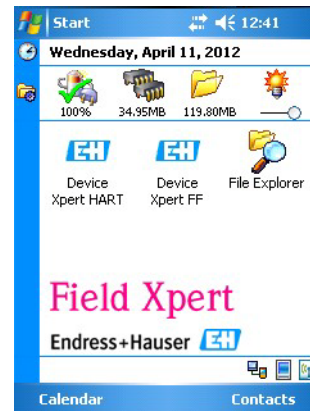 Start 12:41
Wednesday, April 11, 2012
100% 34.95MB 119.80MB
EH EH
Device Xpert HART
Device Xpert FF
File Explorer
Field Xpert
Endress+Hauser EH
Calendar Contacts